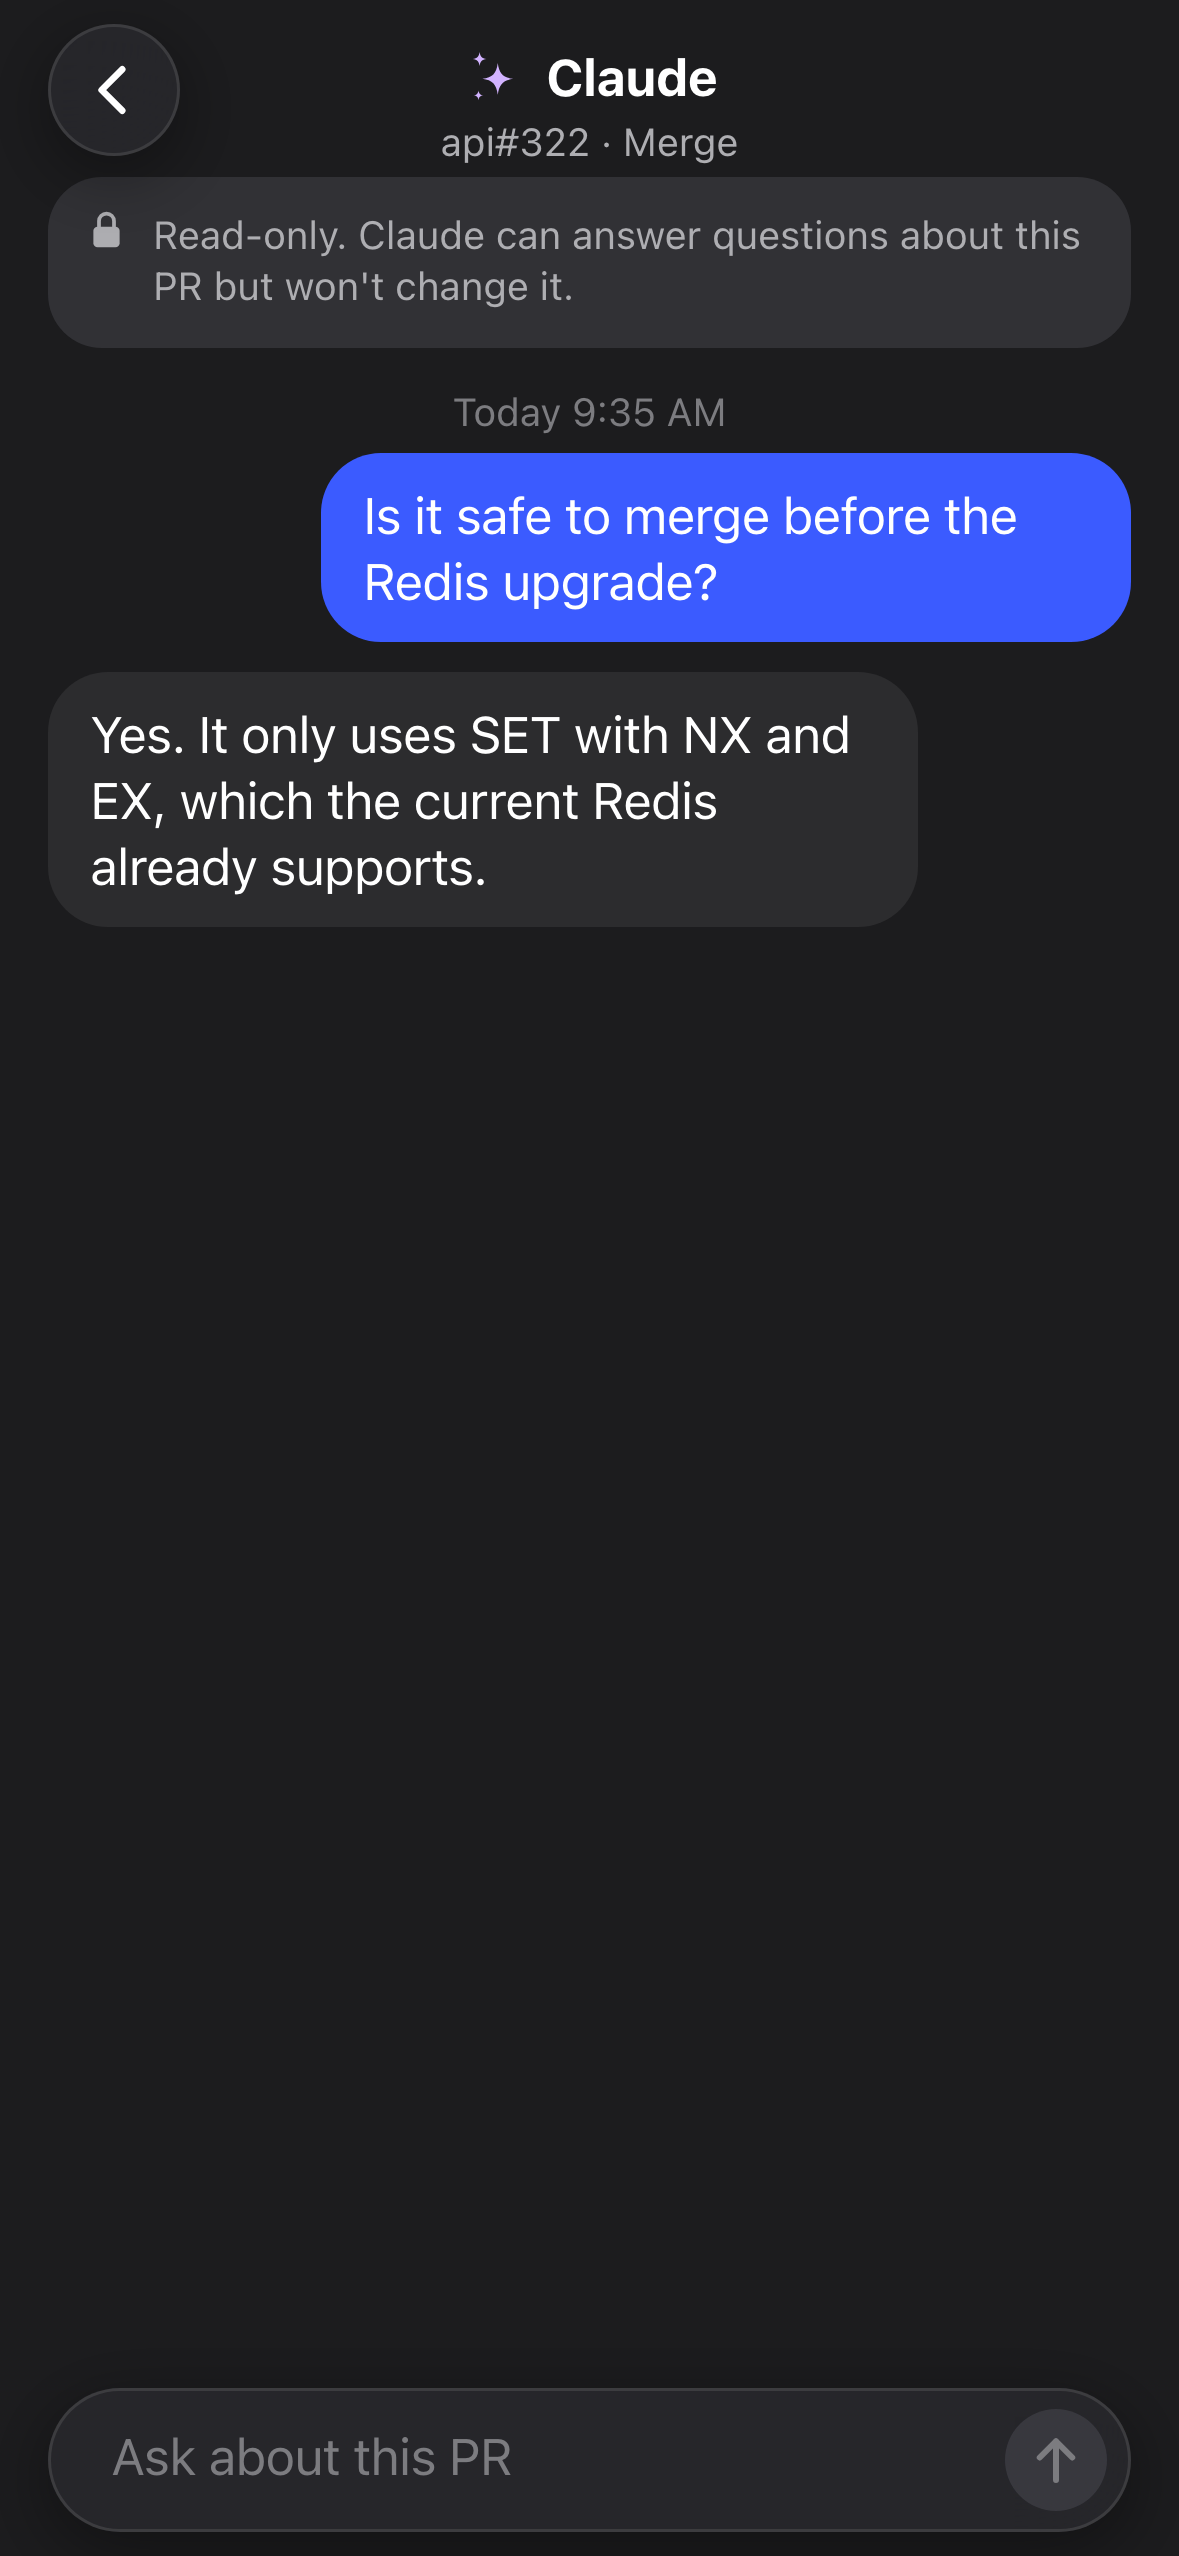 Claude
api#322 · Merge
Read-only. Claude can answer questions about this
PR but won't change it.
Today 9:35 AM
Is it safe to merge before the
Redis upgrade?
Yes. It only uses SET with NX and
EX, which the current Redis
already supports.
Ask about this PR